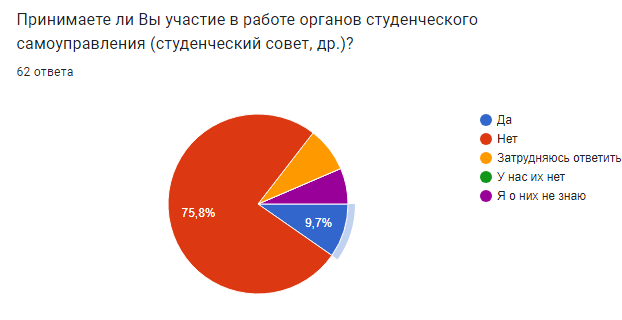 Принимаете ли Вы участие в работе органов студенческого
самоуправления (студенческий совет, др.)?
62 ответа
Да
Нет
Затрудняюсь ответить
У нас их нет
Я о них не знаю
75,8%
9,7%